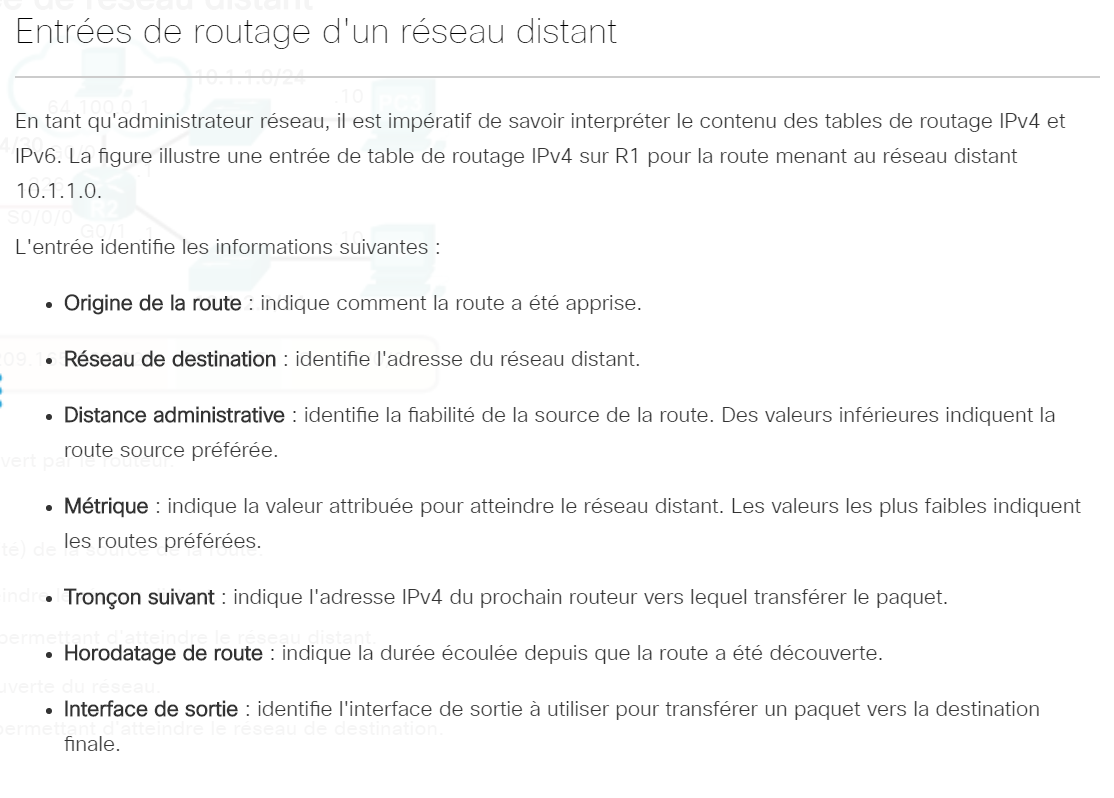 Entrées de routage d'un réseau distant
En tant qu'administrateur réseau, il est impératif de savoir interpréter le contenu des tables de routage IPv4 et
IPv6. La figure illustre une entrée de table de routage IPv4 sur R1 pour la route menant au réseau distant
10.1.1.0.
L'entrée identifie les informations suivantes :
• Origine de la route : indique comment la route a été apprise.
• Réseau de destination : identifie l'adresse du réseau distant.
• Distance administrative : identifie la fiabilité de la source de la route. Des valeurs inférieures indiquent la
route source préférée.
• Métrique : indique la valeur attribuée pour atteindre le réseau distant. Les valeurs les plus faibles indiquent
les routes préférées.
• Tronçon suivant : indique l'adresse IPv4 du prochain routeur vers lequel transférer le paquet.
• Horodatage de route : indique la durée écoulée depuis que la route a été découverte.
• Interface de sortie : identifie l'interface de sortie à utiliser pour transférer un paquet vers la destination
finale.